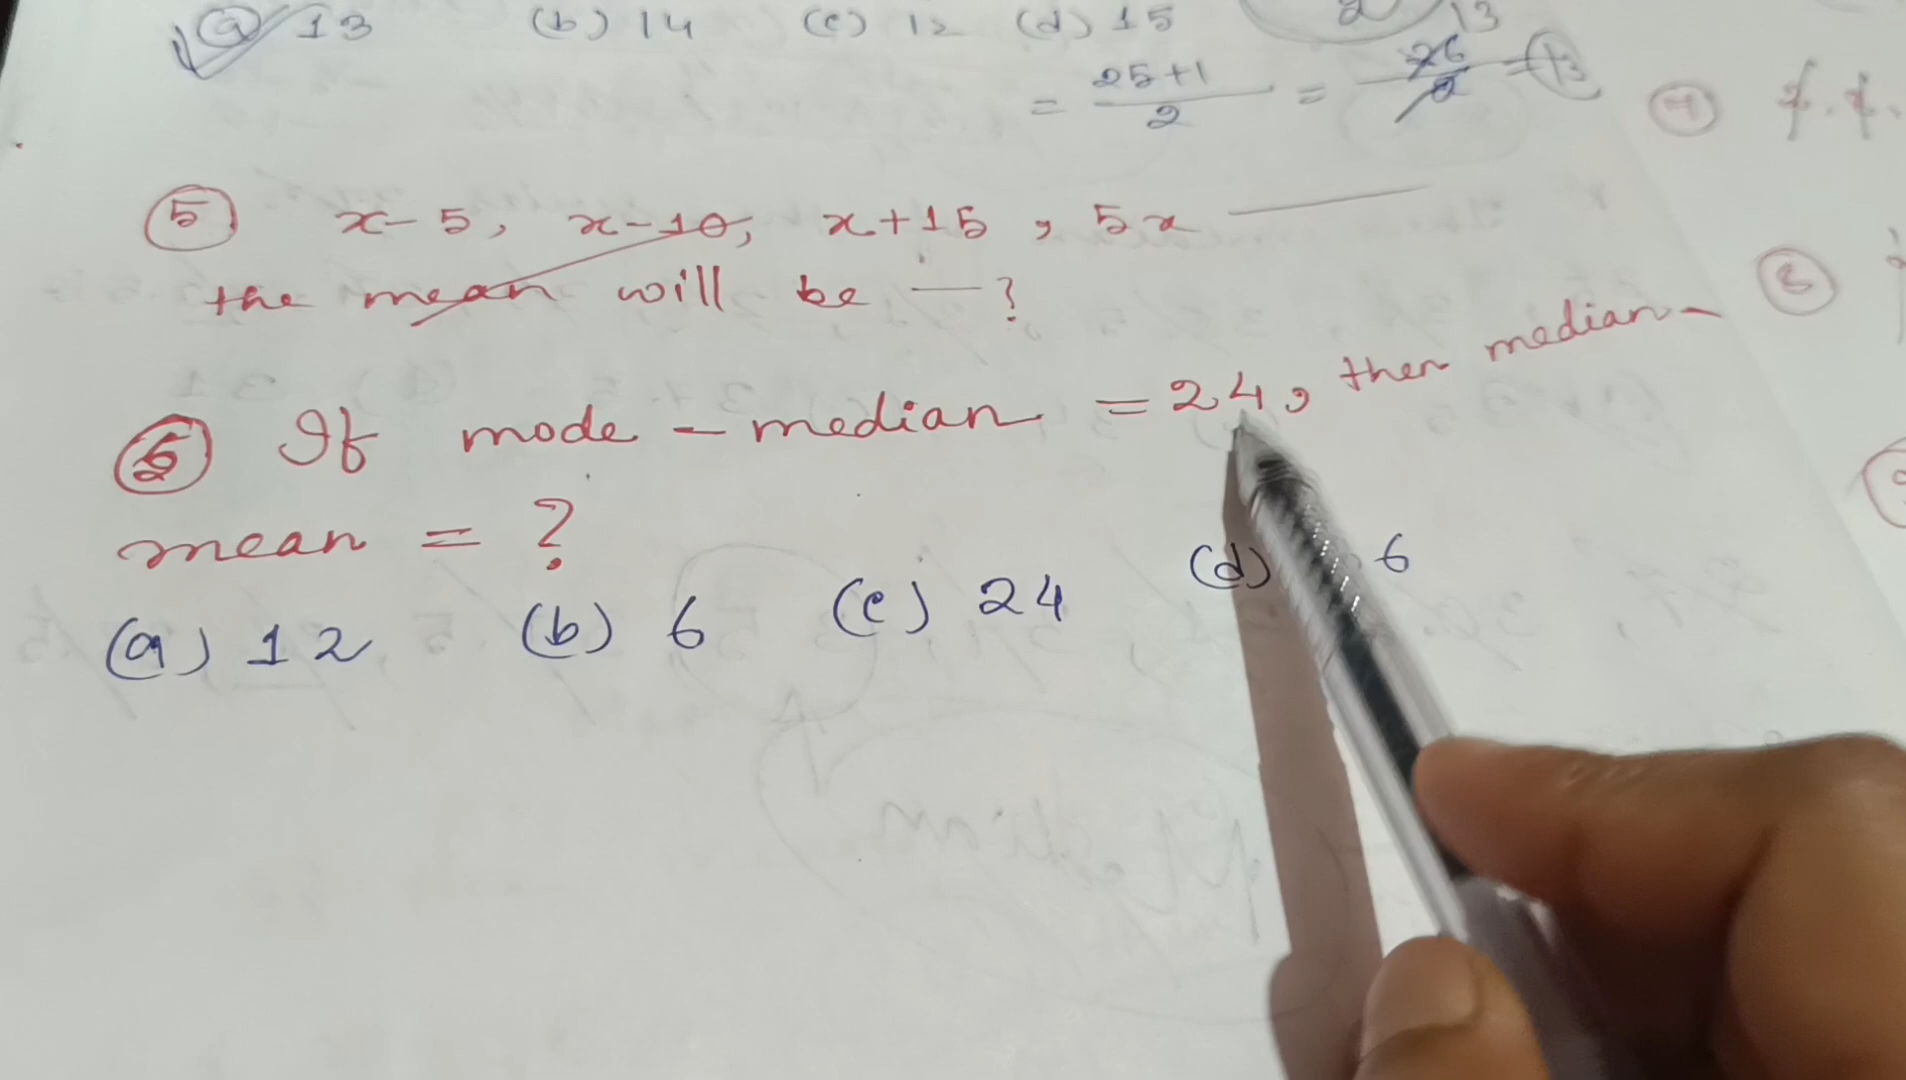 (a) 13 (b) 14 (c) 12 (d) 15
= 25+1/2 = 26/2 = 13
(5) x-5, x-10, x+15, 5x
the mean will be — ?
(5) If mode - median = 24, then median -
mean = ?
(a) 12 (b) 6 (c) 24 (d) 6